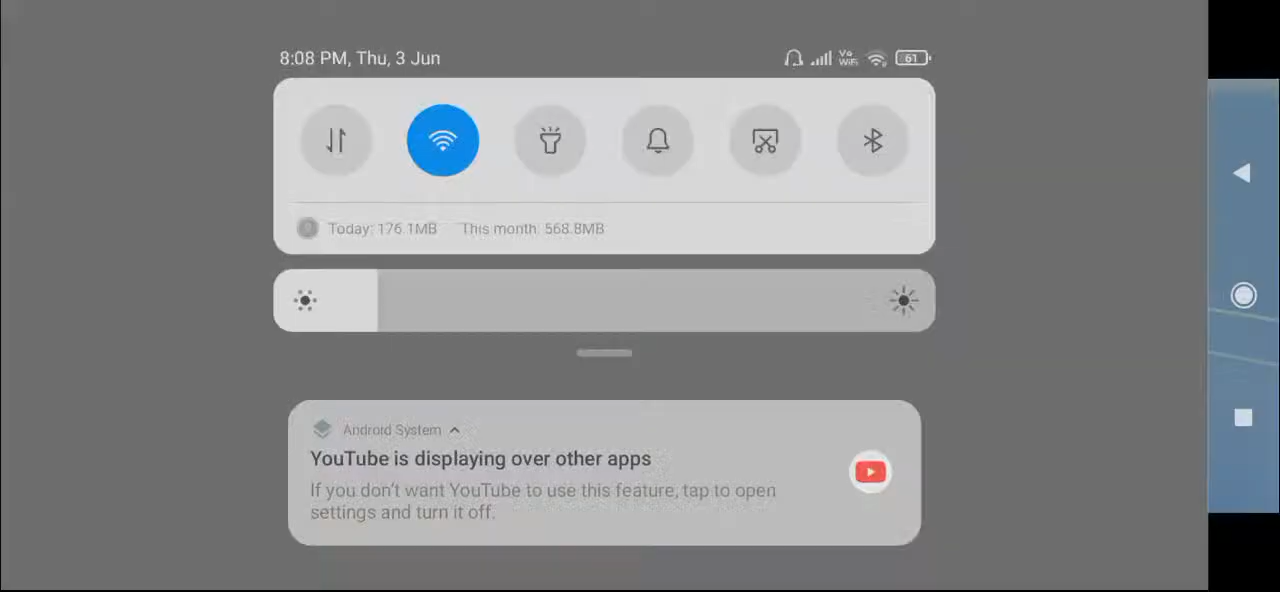 8:08 PM, Thu, 3 Jun
Vo
WiFi
61
Today: 176.1MB This month: 568.8MB
Android System
YouTube is displaying over other apps
If you don't want YouTube to use this feature, tap to open
settings and turn it off.